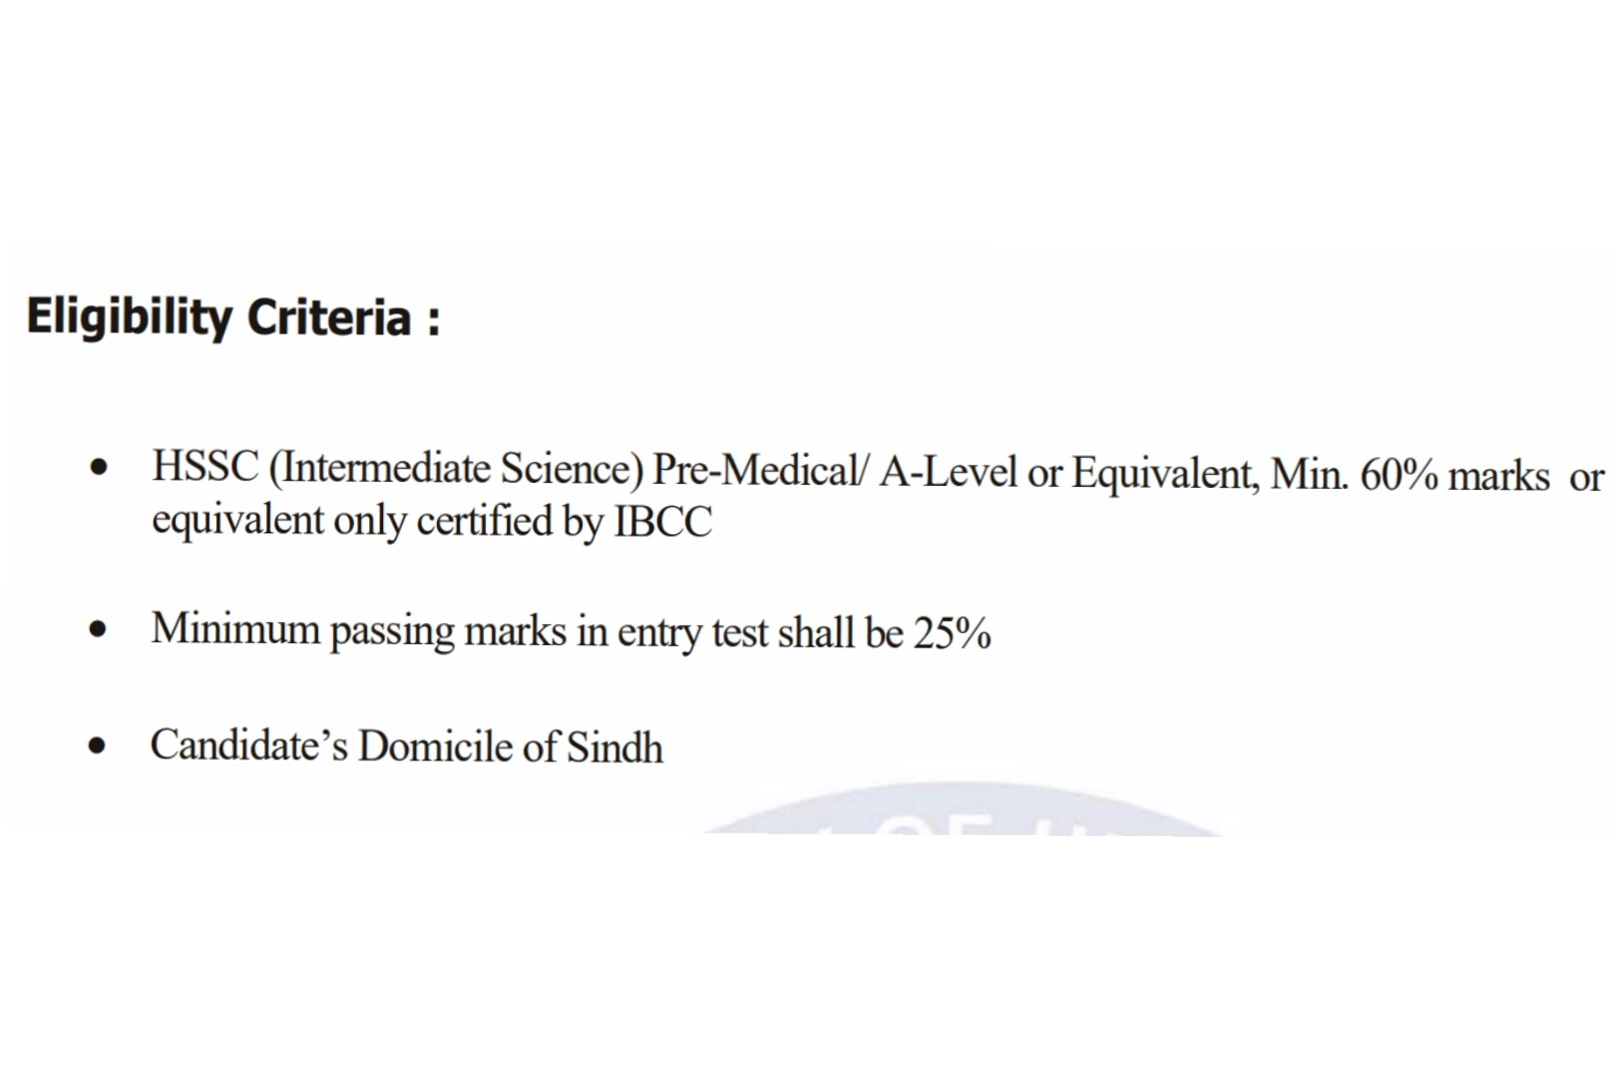 Eligibility Criteria :
• HSSC (Intermediate Science) Pre-Medical/ A-Level or Equivalent, Min. 60% marks or
equivalent only certified by IBCC
• Minimum passing marks in entry test shall be 25%
• Candidate’s Domicile of Sindh
OF